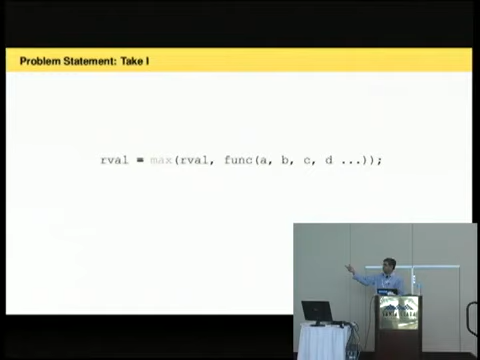 Problem Statement: Take I
rval = max(rval, func(a, b, c, d ...));